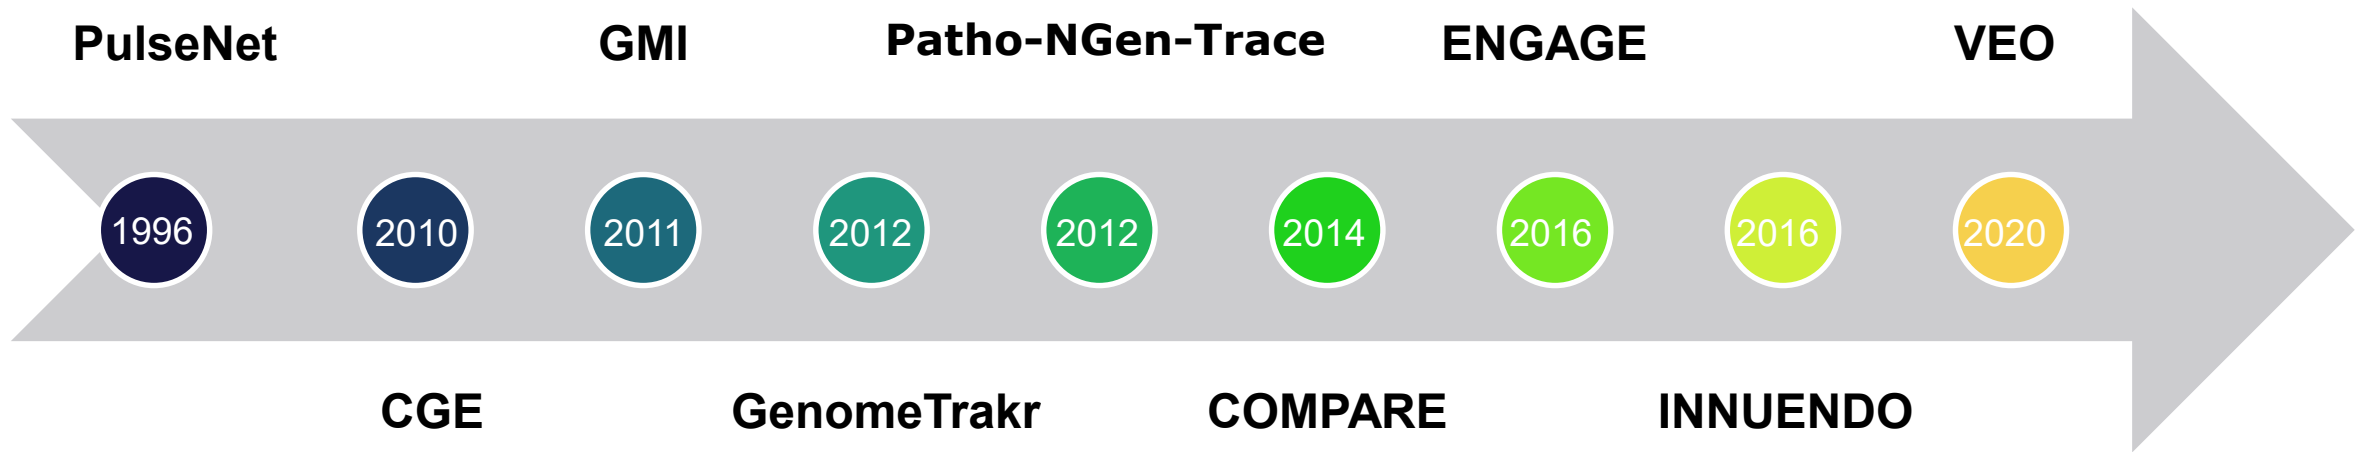 PulseNet GMI Patho-NGen-Trace ENGAGE VEO
1996 2010 2011 2012 2012 2014 2016 2016 2020
CGE GenomeTrakr COMPARE INNUENDO